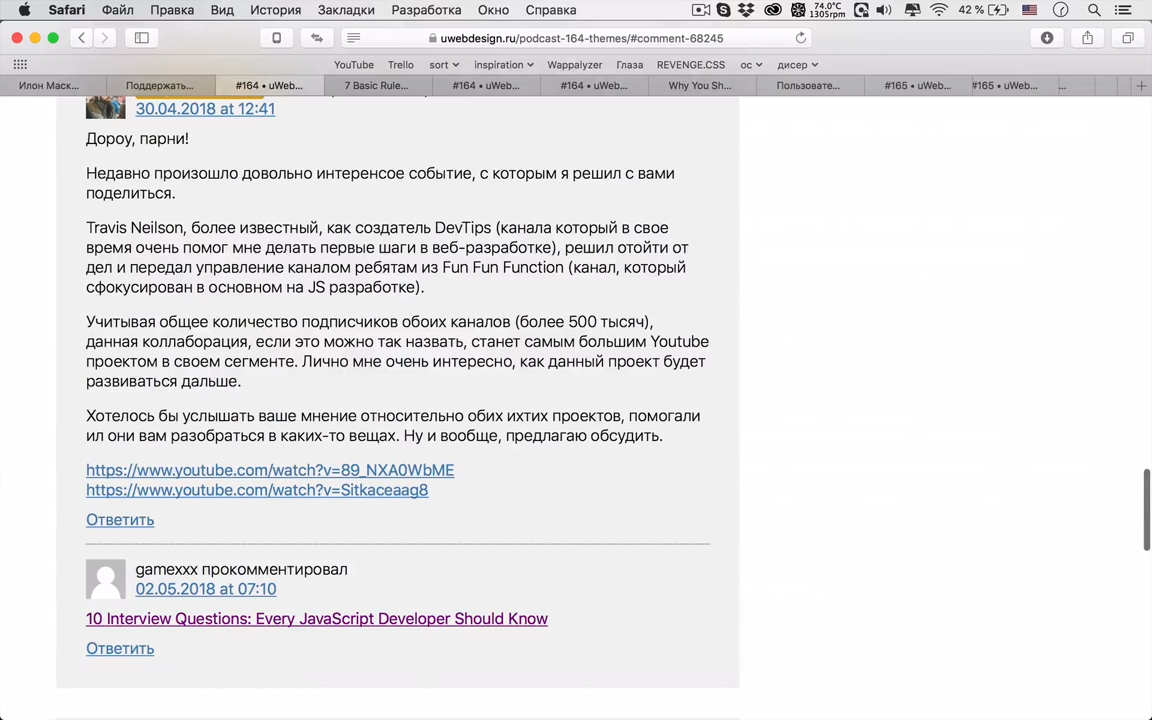 Safari Файл Правка Вид История Закладки Разработка Окно Справка 74.0°C 1305rpm 42 %
uwebdesign.ru/podcast-164-themes/#comment-68245
YouTube Trello sort inspiration Wappalyzer Глаза REVENGE.CSS ос дисер
Илон Маск... Поддержать... #164 • uWeb... 7 Basic Rule... #164 • uWeb... #164 • uWeb... Why You Sh... Пользовате... #165 • uWeb... #165 • uWeb... ...
30.04.2018 at 12:41
Дороу, парни!
Недавно произошло довольно интеренсое событие, с которым я решил с вами
поделиться.
Travis Neilson, более известный, как создатель DevTips (канала который в свое
время очень помог мне делать первые шаги в веб-разработке), решил отойти от
дел и передал управление каналом ребятам из Fun Fun Function (канал, который
сфокусирован в основном на JS разработке).
Учитывая общее количество подписчиков обоих каналов (более 500 тысяч),
данная коллаборация, если это можно так назвать, станет самым большим Youtube
проектом в своем сегменте. Лично мне очень интересно, как данный проект будет
развиваться дальше.
Хотелось бы услышать ваше мнение относительно обих ихтих проектов, помогали
ил они вам разобраться в каких-то вещах. Ну и вообще, предлагаю обсудить.
https://www.youtube.com/watch?v=89_NXA0WbME
https://www.youtube.com/watch?v=Sitkaceaag8
Ответить
gamexxx прокомментировал
02.05.2018 at 07:10
10 Interview Questions: Every JavaScript Developer Should Know
Ответить